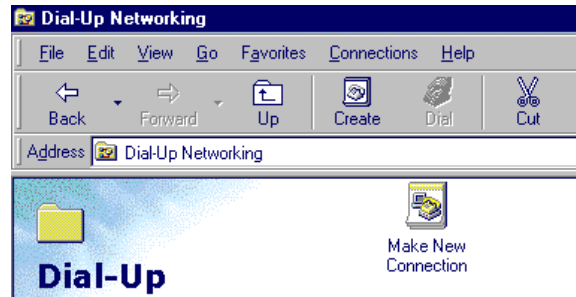 Dial-Up Networking
File Edit View Go Favorites Connections Help
Back Forward Up Create Dial Cut
Address Dial-Up Networking
Make New
Connection
Dial-Up